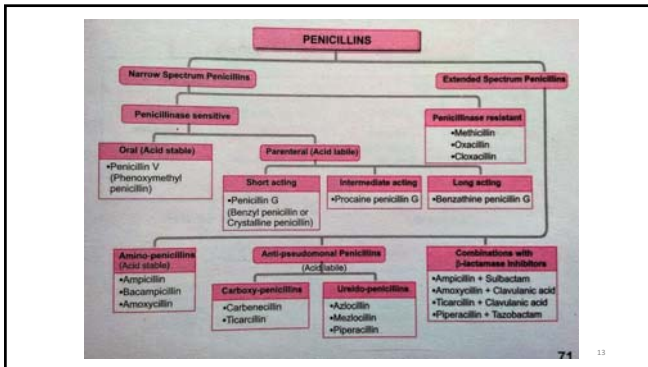 PENICILLINS
Narrow Spectrum Penicillins
Extended Spectrum Penicillins
Penicillinase sensitive
Penicillinase resistant
•Methicillin
•Oxacillin
•Cloxacillin
Oral (Acid stable)
•Penicillin V
(Phenoxymethyl
penicillin)
Parenteral (Acid labile)
Short acting
•Penicillin G
(Benzyl penicillin or
Crystalline penicillin)
Intermediate acting
•Procaine penicillin G
Long acting
•Benzathine penicillin G
Amino-penicillins
(Acid stable)
•Ampicillin
•Bacampicillin
•Amoxycillin
Anti-pseudomonal Penicillins
(Acid labile)
Carboxy-penicillins
•Carbenecillin
•Ticarcillin
Ureido-penicillins
•Azlocillin
•Mezlocillin
•Piperacillin
Combinations with
β-lactamase Inhibitors
•Ampicillin + Sulbactam
•Amoxycillin + Clavulanic acid
•Ticarcillin + Clavulanic acid
•Piperacillin + Tazobactam
71
13